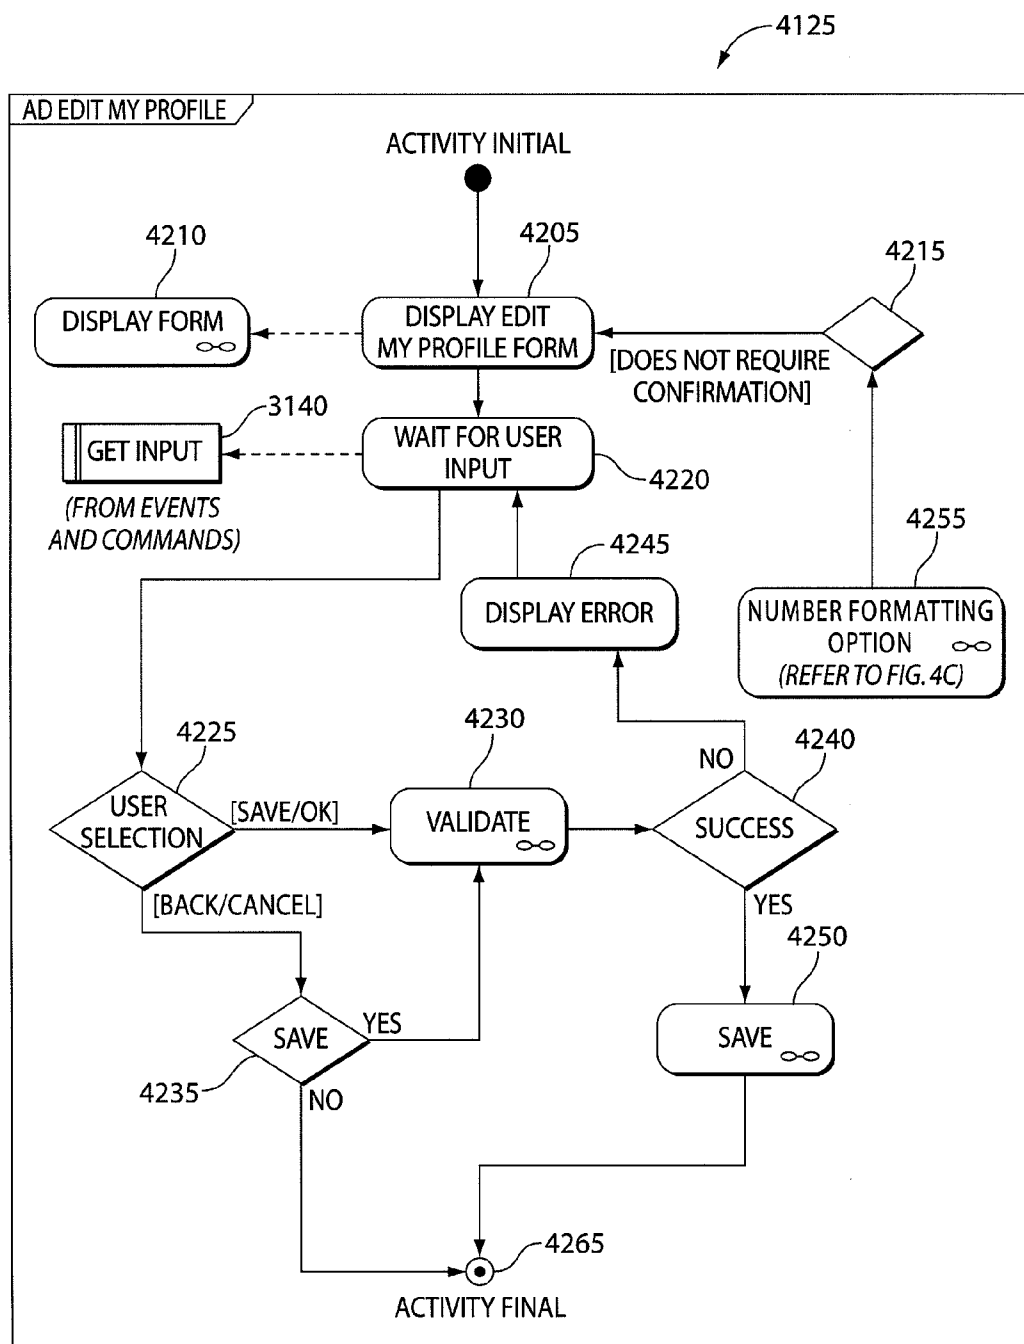 4125
AD EDIT MY PROFILE
ACTIVITY INITIAL
4210
4205
4215
DISPLAY FORM
DISPLAY EDIT
MY PROFILE FORM
[DOES NOT REQUIRE
CONFIRMATION]
3140
GET INPUT
WAIT FOR USER
INPUT
4220
(FROM EVENTS
AND COMMANDS)
4245
4255
DISPLAY ERROR
NUMBER FORMATTING
OPTION
(REFER TO FIG. 4C)
4225
4230
4240
NO
USER
SELECTION
[SAVE/OK]
VALIDATE
SUCCESS
[BACK/CANCEL]
YES
4250
SAVE
YES
SAVE
4235
NO
4265
ACTIVITY FINAL